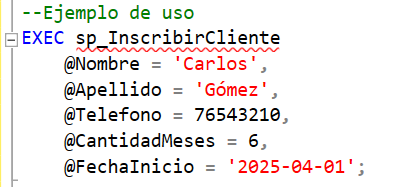 --Ejemplo de uso
EXEC sp_InscribirCliente
@Nombre = 'Carlos',
@Apellido = 'Gómez',
@Telefono = 76543210,
@CantidadMeses = 6,
@FechaInicio = '2025-04-01';